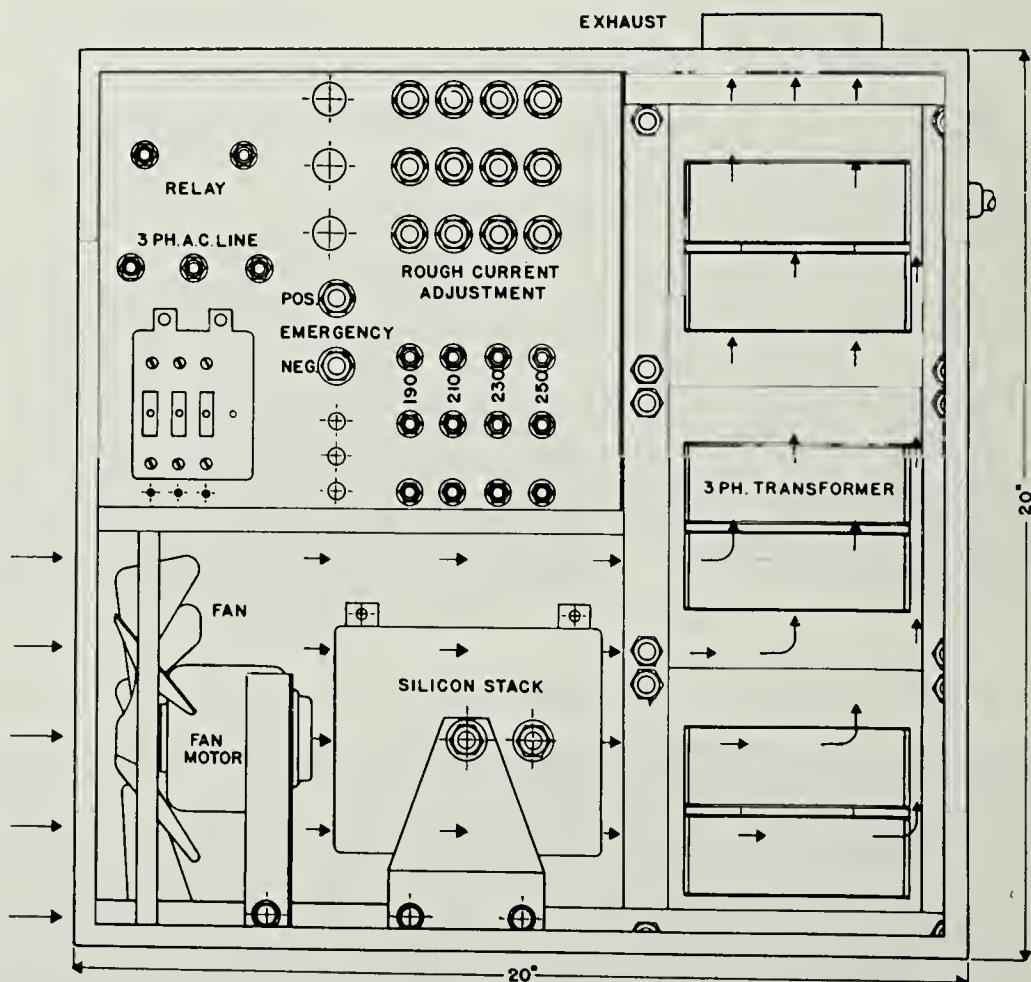 EXHAUST
RELAY
3 PH. A.C. LINE
ROUGH CURRENT
ADJUSTMENT
POS.
EMERGENCY
NEG.
190
210
230
250
3 PH. TRANSFORMER
20"
FAN
SILICON STACK
FAN
MOTOR
20"